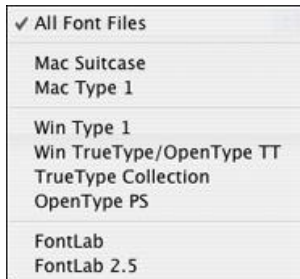 ✓ All Font Files
Mac Suitcase
Mac Type 1
Win Type 1
Win TrueType/OpenType TT
TrueType Collection
OpenType PS
FontLab
FontLab 2.5